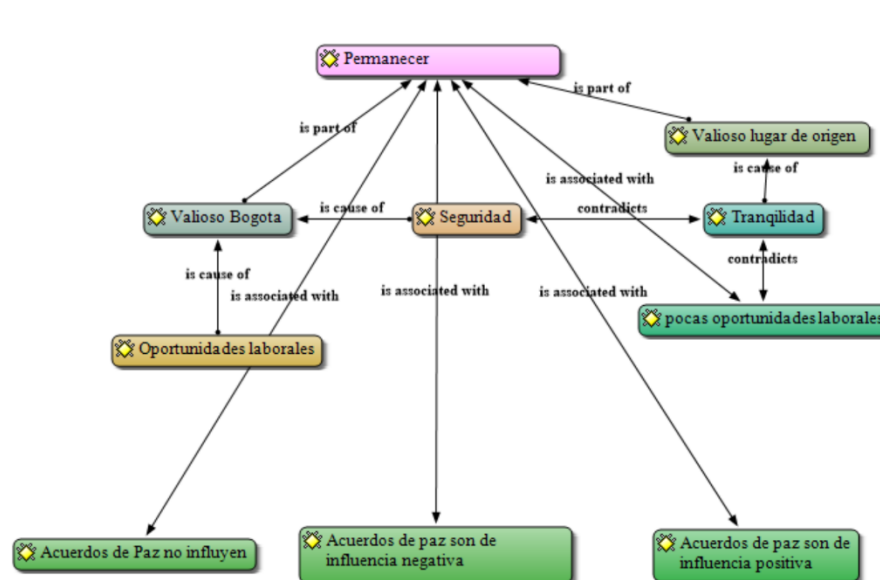 Permanecer
is part of
is part of
Valioso lugar de origen
is cause of
is associated with
Valioso Bogota
is cause of
Seguridad
contradicts
Tranqilidad
contradicts
is cause of
is associated with
is associated with
is associated with
pocas oportunidades laborales
Oportunidades laborales
Acuerdos de Paz no influyen
Acuerdos de paz son de
influencia negativa
Acuerdos de paz son de
influencia positiva